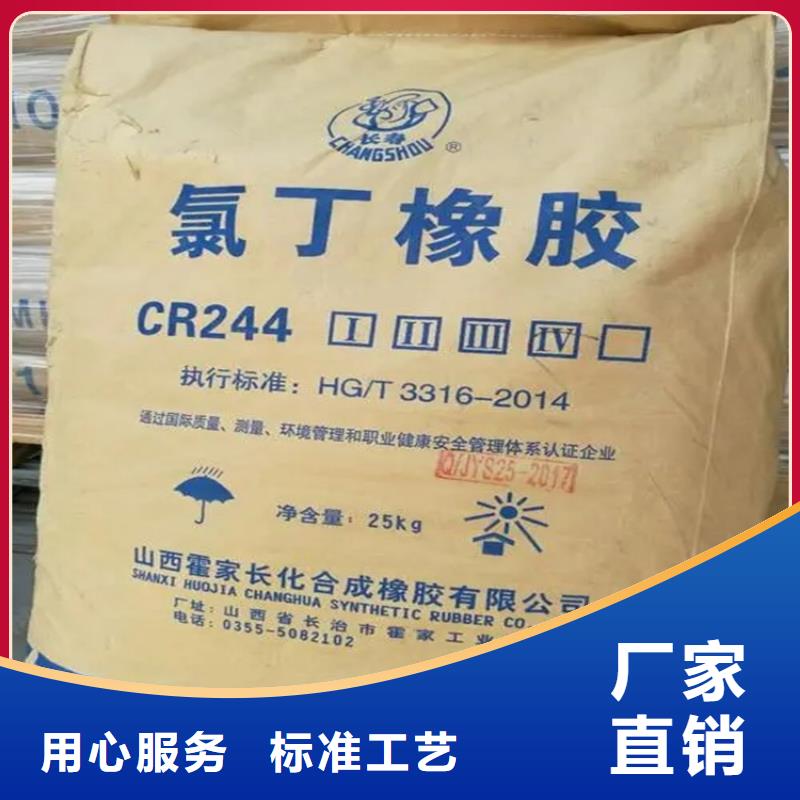 CHANGSHOU ®
氯丁橡胶
CR244 I II III IV
执行标准：HG/T 3316-2014
通过国际质量、测量、环境管理和职业健康安全管理体系认证企业
Q/JYS25-2017
净含量：25kg
山西霍家长化合成橡胶有限公司
SHANXI HUOJIA CHANGHUA SYNTHETIC RUBBER CO.
厂址：山西省长治市霍家工业
电话：0355-5082102
厂家
直销
用心服务 标准工艺